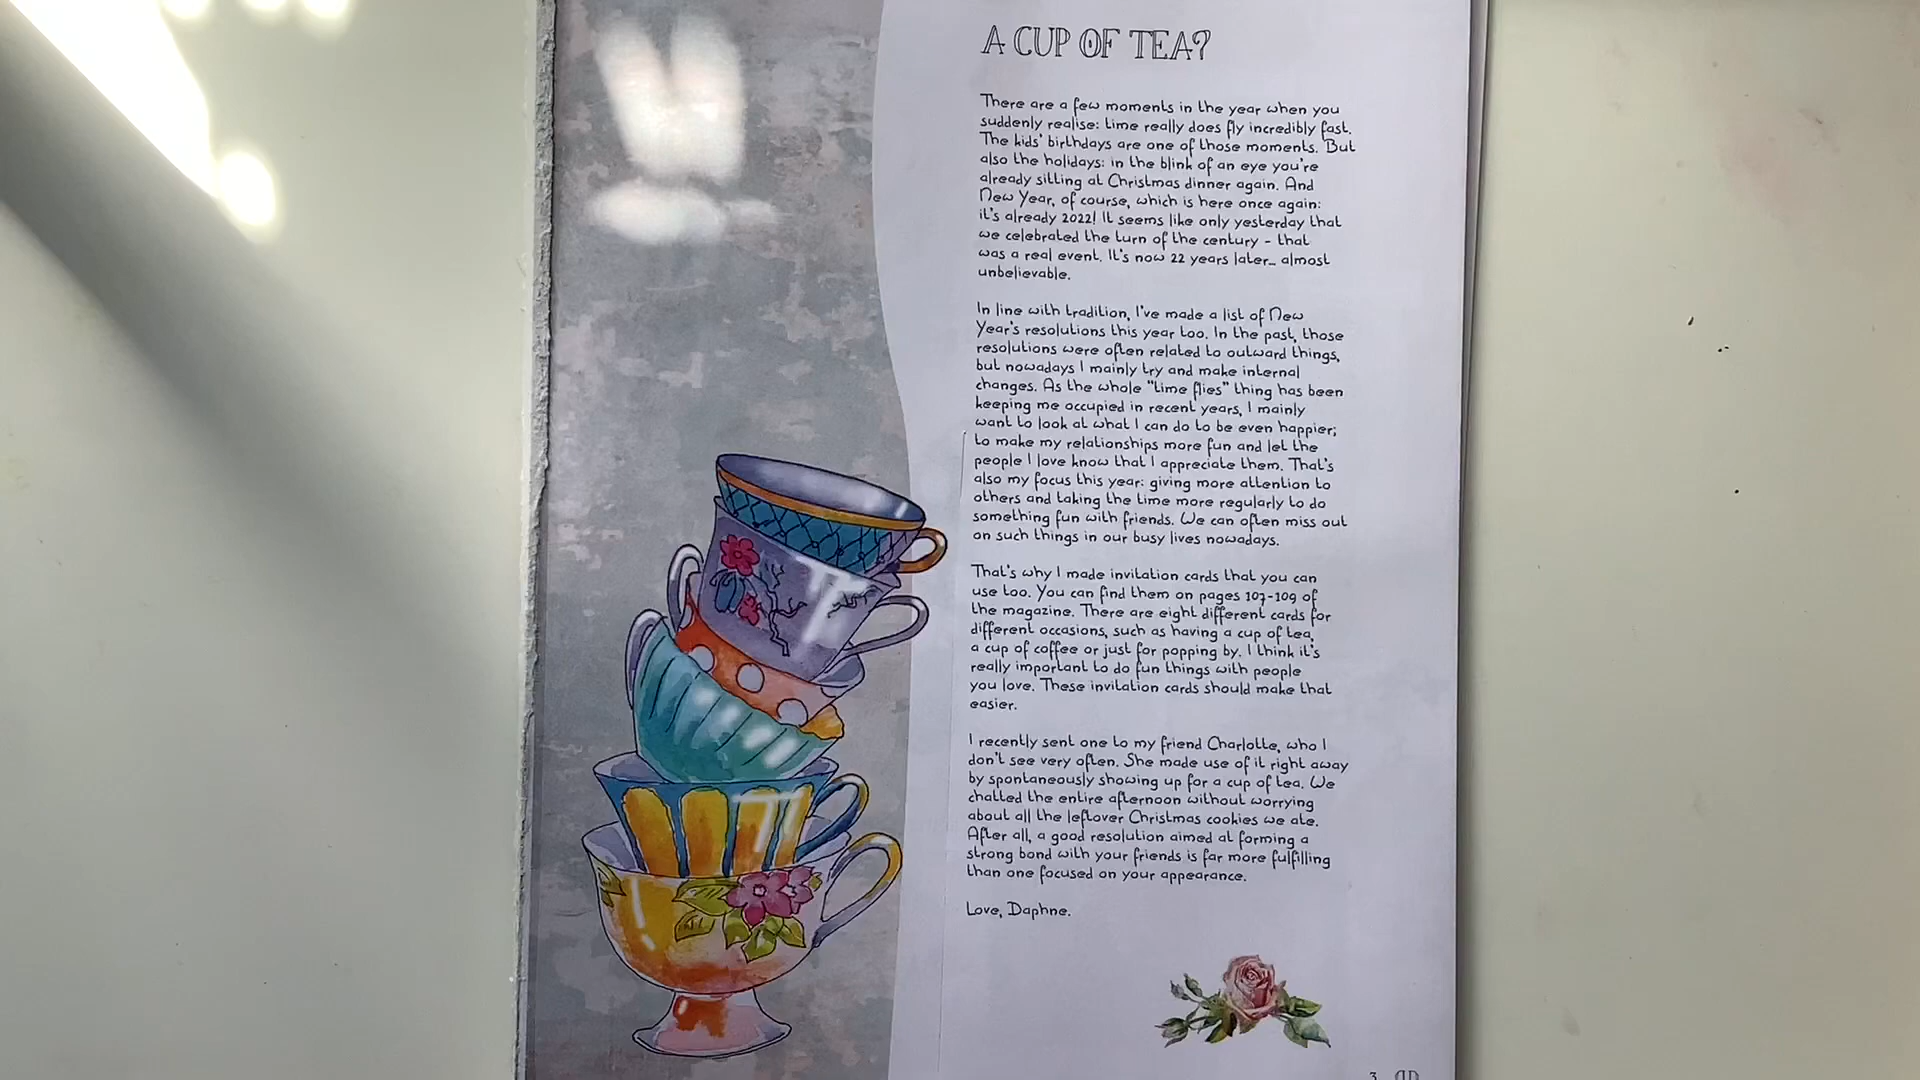 A CUP OF TEA?
There are a few moments in the year when you
suddenly realise: time really does fly incredibly fast.
The kids' birthdays are one of those moments. But
also the holidays: in the blink of an eye you're
already sitting at Christmas dinner again. And
New Year, of course, which is here once again:
it's already 2022! It seems like only yesterday that
we celebrated the turn of the century - that
was a real event. It's now 22 years later... almost
unbelievable.
In line with tradition, I've made a list of New
Year's resolutions this year too. In the past, those
resolutions were often related to outward things,
but nowadays I mainly try and make internal
changes. As the whole "time flies" thing has been
keeping me occupied in recent years, I mainly
want to look at what I can do to be even happier;
to make my relationships more fun and let the
people I love know that I appreciate them. That's
also my focus this year: giving more attention to
others and taking the time more regularly to do
something fun with friends. We can often miss out
on such things in our busy lives nowadays.
That's why I made invitation cards that you can
use too. You can find them on pages 107-109 of
the magazine. There are eight different cards for
different occasions, such as having a cup of tea,
a cup of coffee or just for popping by. I think it's
really important to do fun things with people
you love. These invitation cards should make that
easier.
I recently sent one to my friend Charlotte, who I
don't see very often. She made use of it right away
by spontaneously showing up for a cup of tea. We
chatted the entire afternoon without worrying
about all the leftover Christmas cookies we ate.
After all, a good resolution aimed at forming a
strong bond with your friends is far more fulfilling
than one focused on your appearance.
Love, Daphne.
3